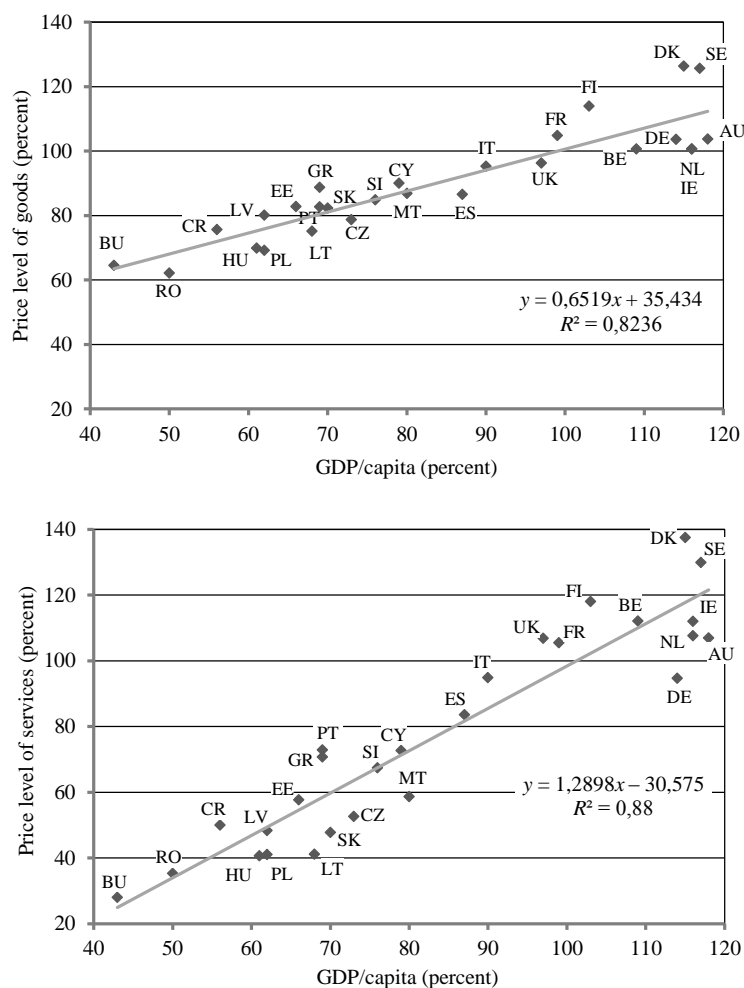 140
DK
SE
120
FI
FR
AU
DE
100
IT
BE
NL
IE
GR
CY
UK
EE
SI
SK
80
LV
PT
MT
ES
CR
CZ
BU
LT
HU
PL
60
RO
y = 0,6519x + 35,434
R² = 0,8236
40
20
40 50 60 70 80 90 100 110 120
GDP/capita (percent)
Price level of goods (percent)
140
DK
SE
120
FI
BE
IE
UK
FR
NL
AU
100
IT
DE
ES
80
PT
CY
GR
SI
MT
EE
y = 1,2898x – 30,575
R² = 0,88
60
CR
LV
CZ
SK
40
RO
HU
PL
LT
BU
20
40 50 60 70 80 90 100 110 120
GDP/capita (percent)
Price level of services (percent)